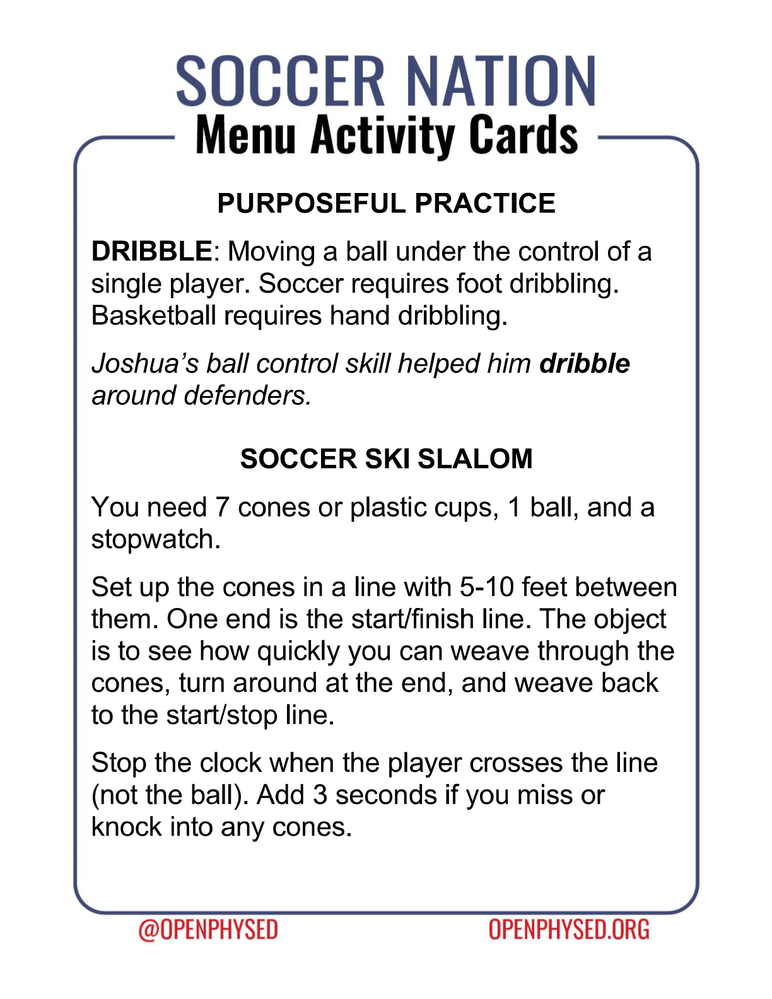 SOCCER NATION
Menu Activity Cards
PURPOSEFUL PRACTICE
DRIBBLE: Moving a ball under the control of a
single player. Soccer requires foot dribbling.
Basketball requires hand dribbling.
Joshua’s ball control skill helped him dribble
around defenders.
SOCCER SKI SLALOM
You need 7 cones or plastic cups, 1 ball, and a
stopwatch.
Set up the cones in a line with 5-10 feet between
them. One end is the start/finish line. The object
is to see how quickly you can weave through the
cones, turn around at the end, and weave back
to the start/stop line.
Stop the clock when the player crosses the line
(not the ball). Add 3 seconds if you miss or
knock into any cones.
@OPENPHYSED OPENPHYSED.ORG